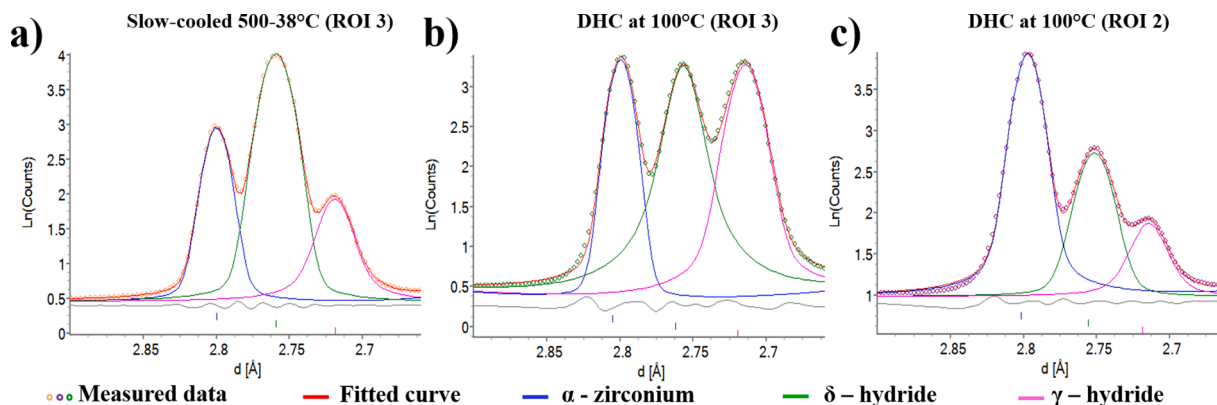 Slow-cooled 500-38°C (ROI 3)
DHC at 100°C (ROI 3)
DHC at 100°C (ROI 2)
a)
b)
c)
Ln(Counts)
4
3.5
3
2.5
2
1.5
1
0.5
0
2.85
2.8
2.75
2.7
d [Å]
Ln(Counts)
3
2.5
2
1.5
1
0.5
0
2.85
2.8
2.75
2.7
d [Å]
Ln(Counts)
4
3.5
3
2.5
2
1.5
1
2.85
2.8
2.75
2.7
d [Å]
Measured data
Fitted curve
α - zirconium
δ – hydride
γ – hydride